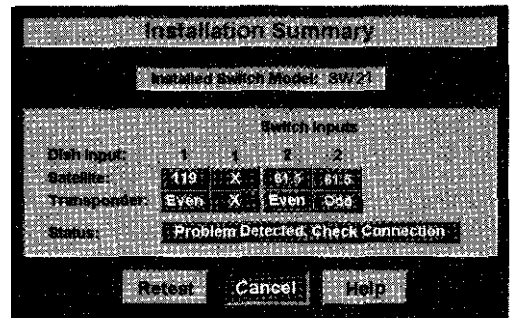 Installation Summary
Installed Switch Model: SW21
Switch Inputs
Dish Input: 1 1 2 2
Satellite: 119 X 61.5 61.5
Transponder: Even X Even Odd
Status: Problem Detected, Check Connection
Retest Cancel Help